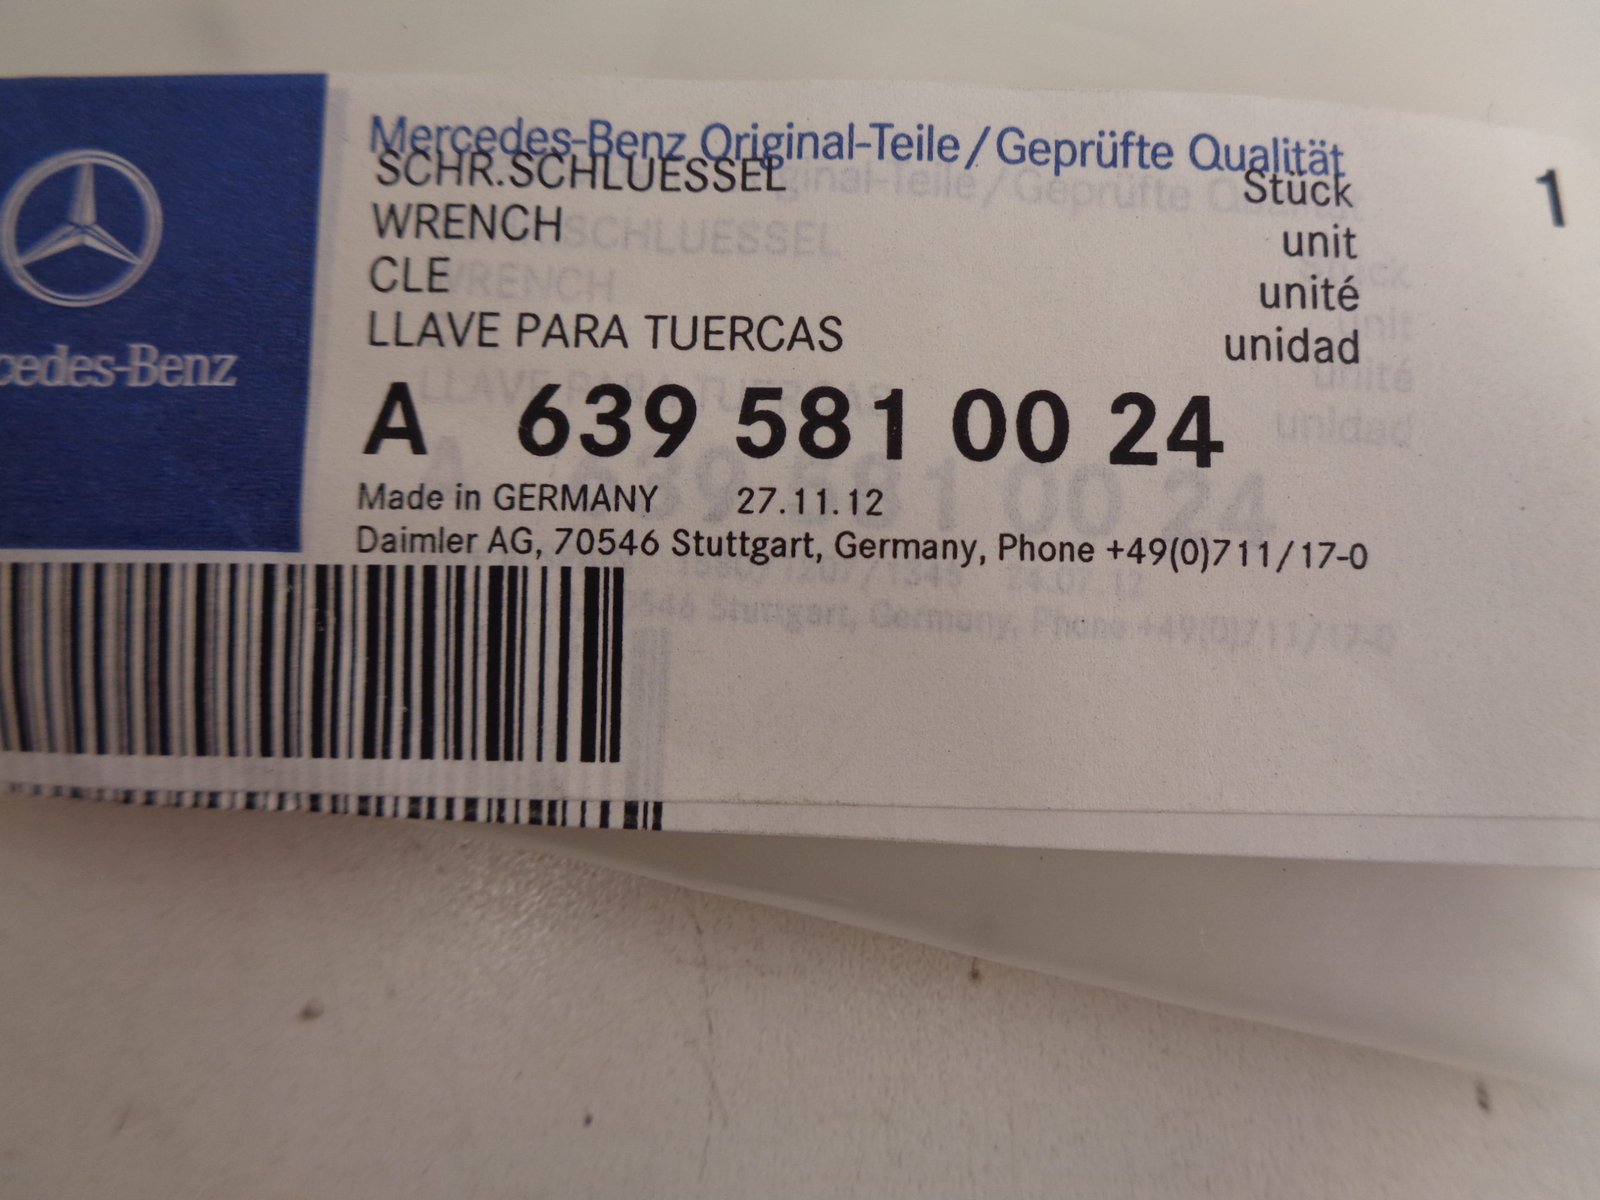 Mercedes-Benz Original-Teile/Geprüfte Qualität
SCHR.SCHLUESSEL Stück 1
WRENCH unit
CLE unité
LLAVE PARA TUERCAS unidad
cedes-Benz
A 639 581 00 24
Made in GERMANY 27.11.12
Daimler AG, 70546 Stuttgart, Germany, Phone +49(0)711/17-0